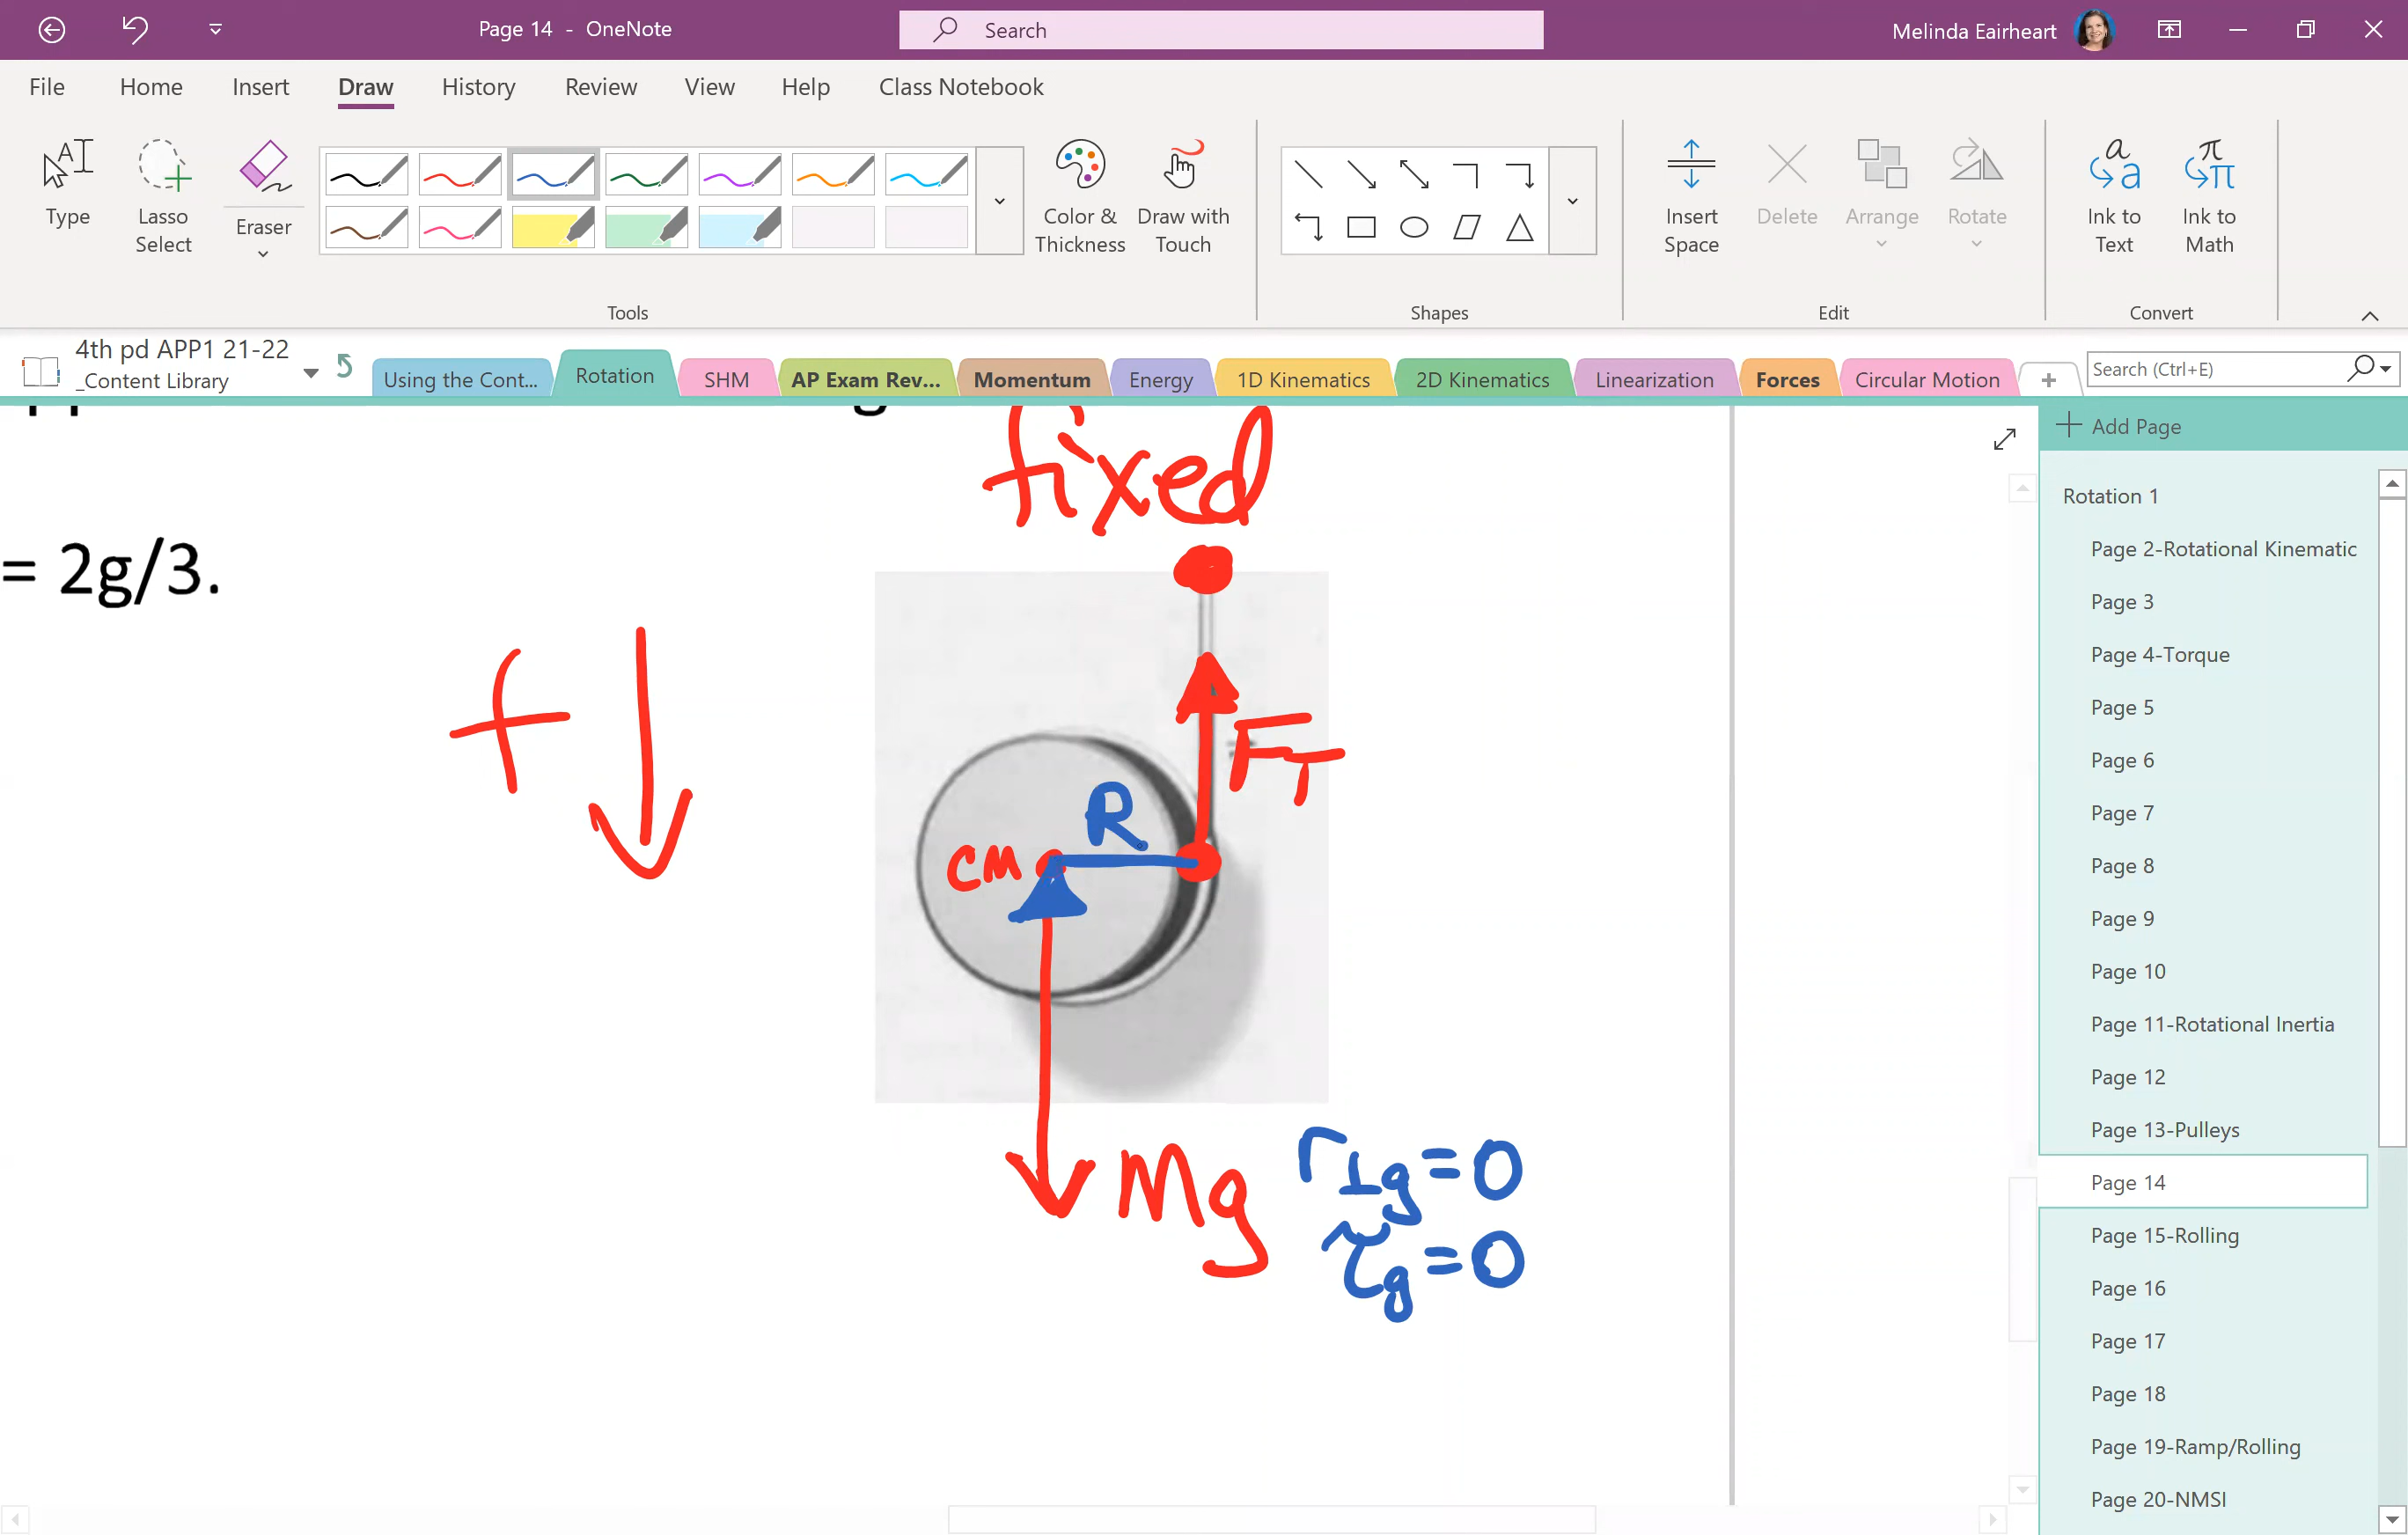 Page 14 - OneNote
Search
Melinda Eairheart
File Home Insert Draw History Review View Help Class Notebook
Type
Lasso Select
Eraser
Color & Thickness
Draw with Touch
Insert Space
Delete
Arrange
Rotate
Ink to Text
Ink to Math
Tools
Shapes
Edit
Convert
4th pd APP1 21-22
_Content Library
Using the Cont... Rotation SHM AP Exam Rev... Momentum Energy 1D Kinematics 2D Kinematics Linearization Forces Circular Motion +
Search (Ctrl+E)
fixed
= 2g/3.
+
F_T
R
CM
Mg
r⊥g=0
τg=0
Add Page
Rotation 1
Page 2-Rotational Kinematic
Page 3
Page 4-Torque
Page 5
Page 6
Page 7
Page 8
Page 9
Page 10
Page 11-Rotational Inertia
Page 12
Page 13-Pulleys
Page 14
Page 15-Rolling
Page 16
Page 17
Page 18
Page 19-Ramp/Rolling
Page 20-NMSI